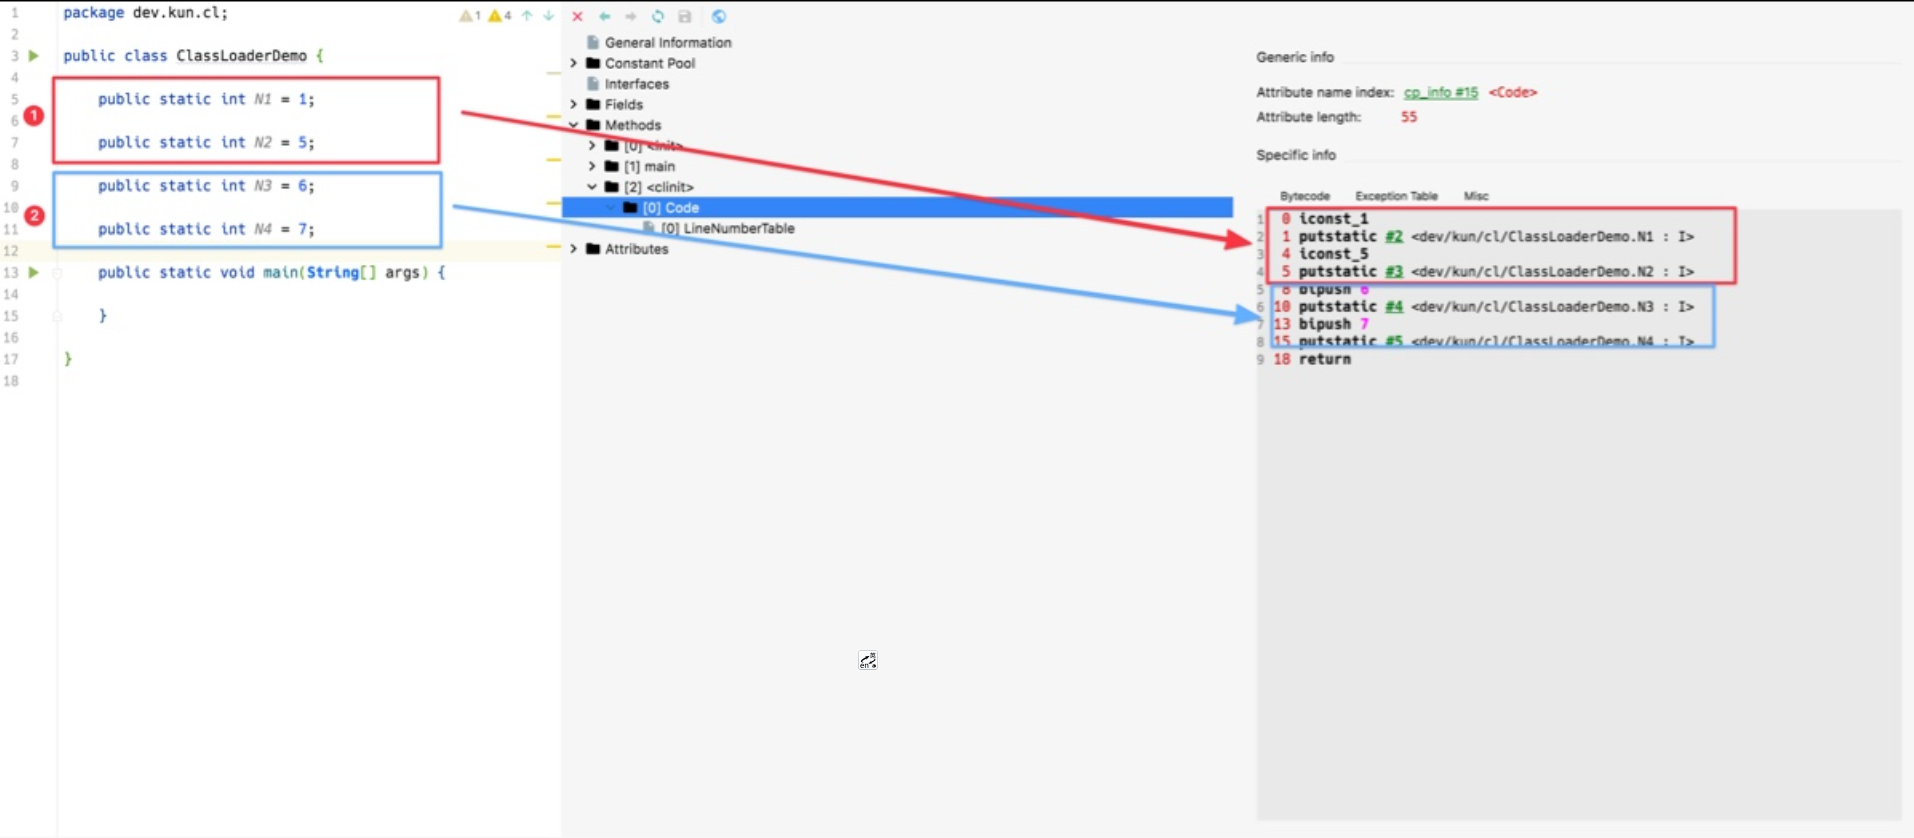 1 package dev.kun.cl;
2
3 public class ClassLoaderDemo {
4
5 public static int N1 = 1;
6
7 public static int N2 = 5;
8
9 public static int N3 = 6;
10
11 public static int N4 = 7;
12
13 public static void main(String[] args) {
14
15 }
16
17 }
18
1
2
1 4
General Information
Constant Pool
Interfaces
Fields
Methods
[0] <init>
[1] main
[2] <clinit>
[0] Code
[0] LineNumberTable
Attributes
Generic info
Attribute name index: cp_info #15 <Code>
Attribute length: 55
Specific info
Bytecode Exception Table Misc
1 0 iconst_1
2 1 putstatic #2 <dev/kun/cl/ClassLoaderDemo.N1 : I>
3 4 iconst_5
4 5 putstatic #3 <dev/kun/cl/ClassLoaderDemo.N2 : I>
5 8 bipush 6
6 10 putstatic #4 <dev/kun/cl/ClassLoaderDemo.N3 : I>
7 13 bipush 7
8 15 putstatic #5 <dev/kun/cl/ClassLoaderDemo.N4 : I>
9 18 return